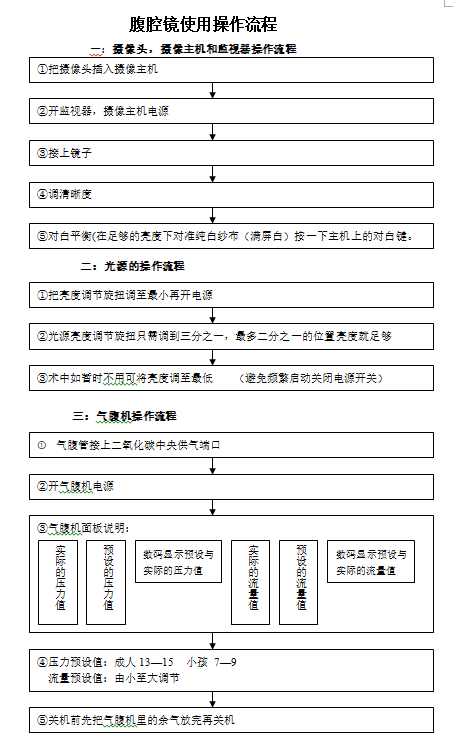 腹腔镜使用操作流程
一：摄像头，摄像主机和监视器操作流程
①把摄像头插入摄像主机
②开监视器，摄像主机电源
③接上镜子
④调清晰度
⑤对白平衡(在足够的亮度下对准纯白纱布（满屏白）按一下主机上的对白键。
二：光源的操作流程
①把亮度调节旋扭调至最小再开电源
②光源亮度调节旋扭只需调到三分之一，最多二分之一的位置亮度就足够
③术中如暂时不用可将亮度调至最低 （避免频繁启动关闭电源开关）
三：气腹机操作流程
① 气腹管接上二氧化碳中央供气端口
②开气腹机电源
③气腹机面板说明：
实际的压力值
预设的压力值
数码显示预设与
实际的压力值
实际的流量值
预设的流量值
数码显示预设与
实际的流量值
④压力预设值：成人 13—15 小孩 7—9
流量预设值：由小至大调节
⑤关机前先把气腹机里的余气放完再关机